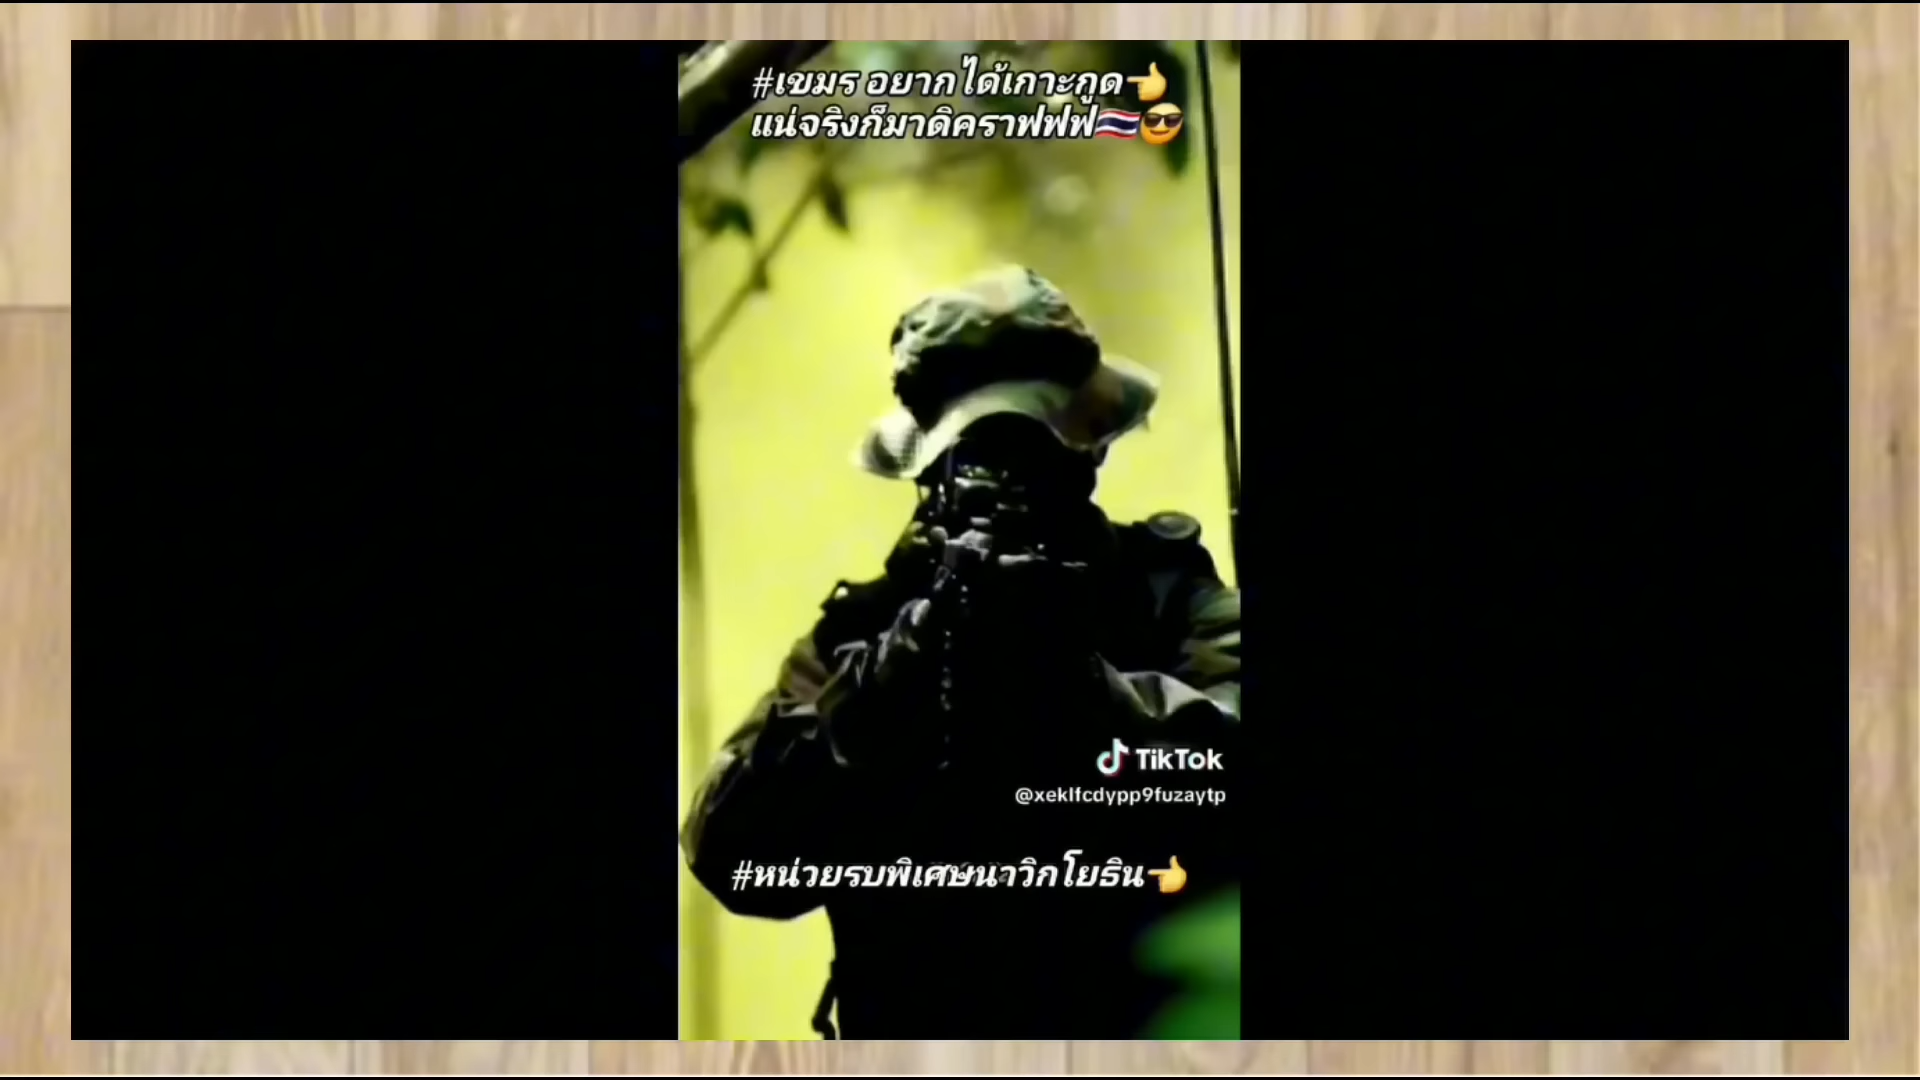 #เขมร อยากได้เกาะกูด👈
แน่จริงก็มาดิคราฟฟฟ🇹🇭😎
TikTok
@xeklfcdypp9fuzaytp
#หน่วยรบพิเศษนาวิกโยธิน👈